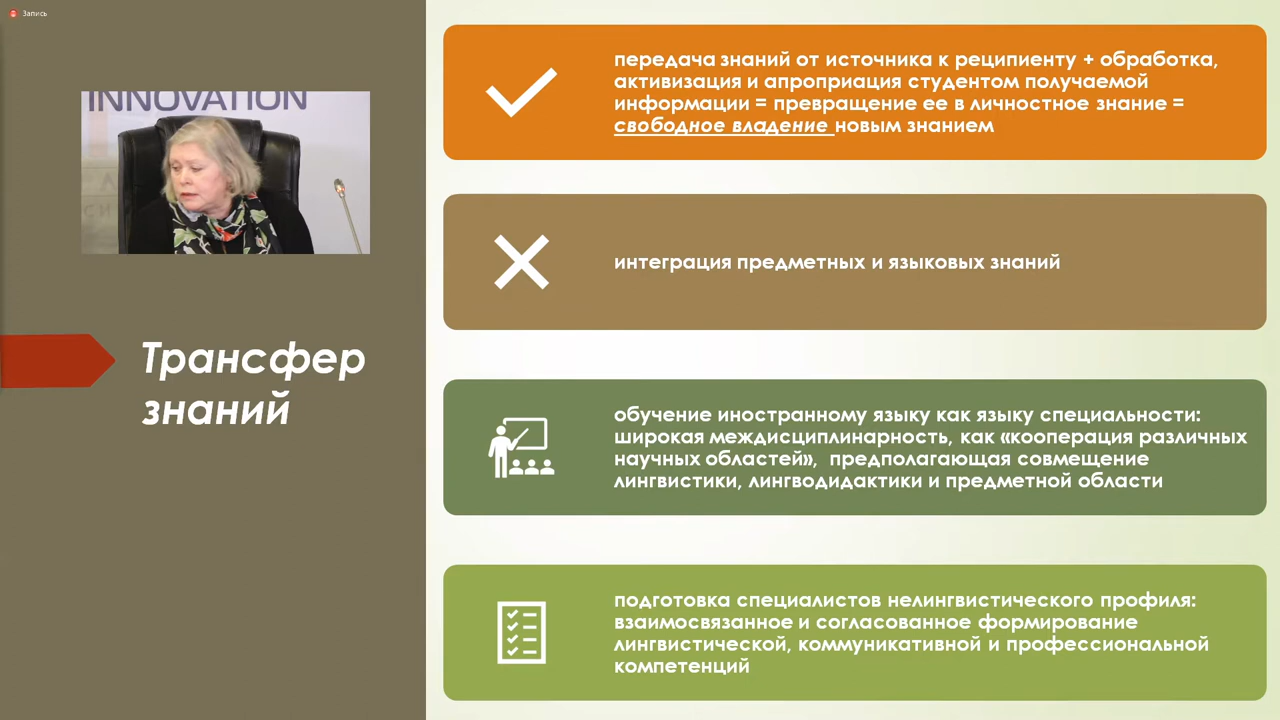 Запись
INNOVATION
Трансфер
знаний
передача знаний от источника к реципиенту + обработка,
активизация и апроприация студентом получаемой
информации = превращение ее в личностное знание =
свободное владение новым знанием
интеграция предметных и языковых знаний
обучение иностранному языку как языку специальности:
широкая междисциплинарность, как «кооперация различных
научных областей», предполагающая совмещение
лингвистики, лингводидактики и предметной области
подготовка специалистов нелингвистического профиля:
взаимосвязанное и согласованное формирование
лингвистической, коммуникативной и профессиональной
компетенций